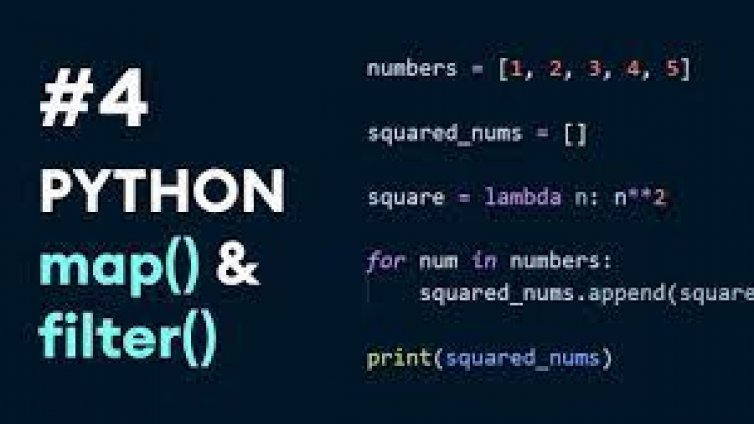 #4
PYTHON
map() &
filter()
numbers = [1, 2, 3, 4, 5]
squared_nums = []
square = lambda n: n**2
for num in numbers:
squared_nums.append(square
print(squared_nums)